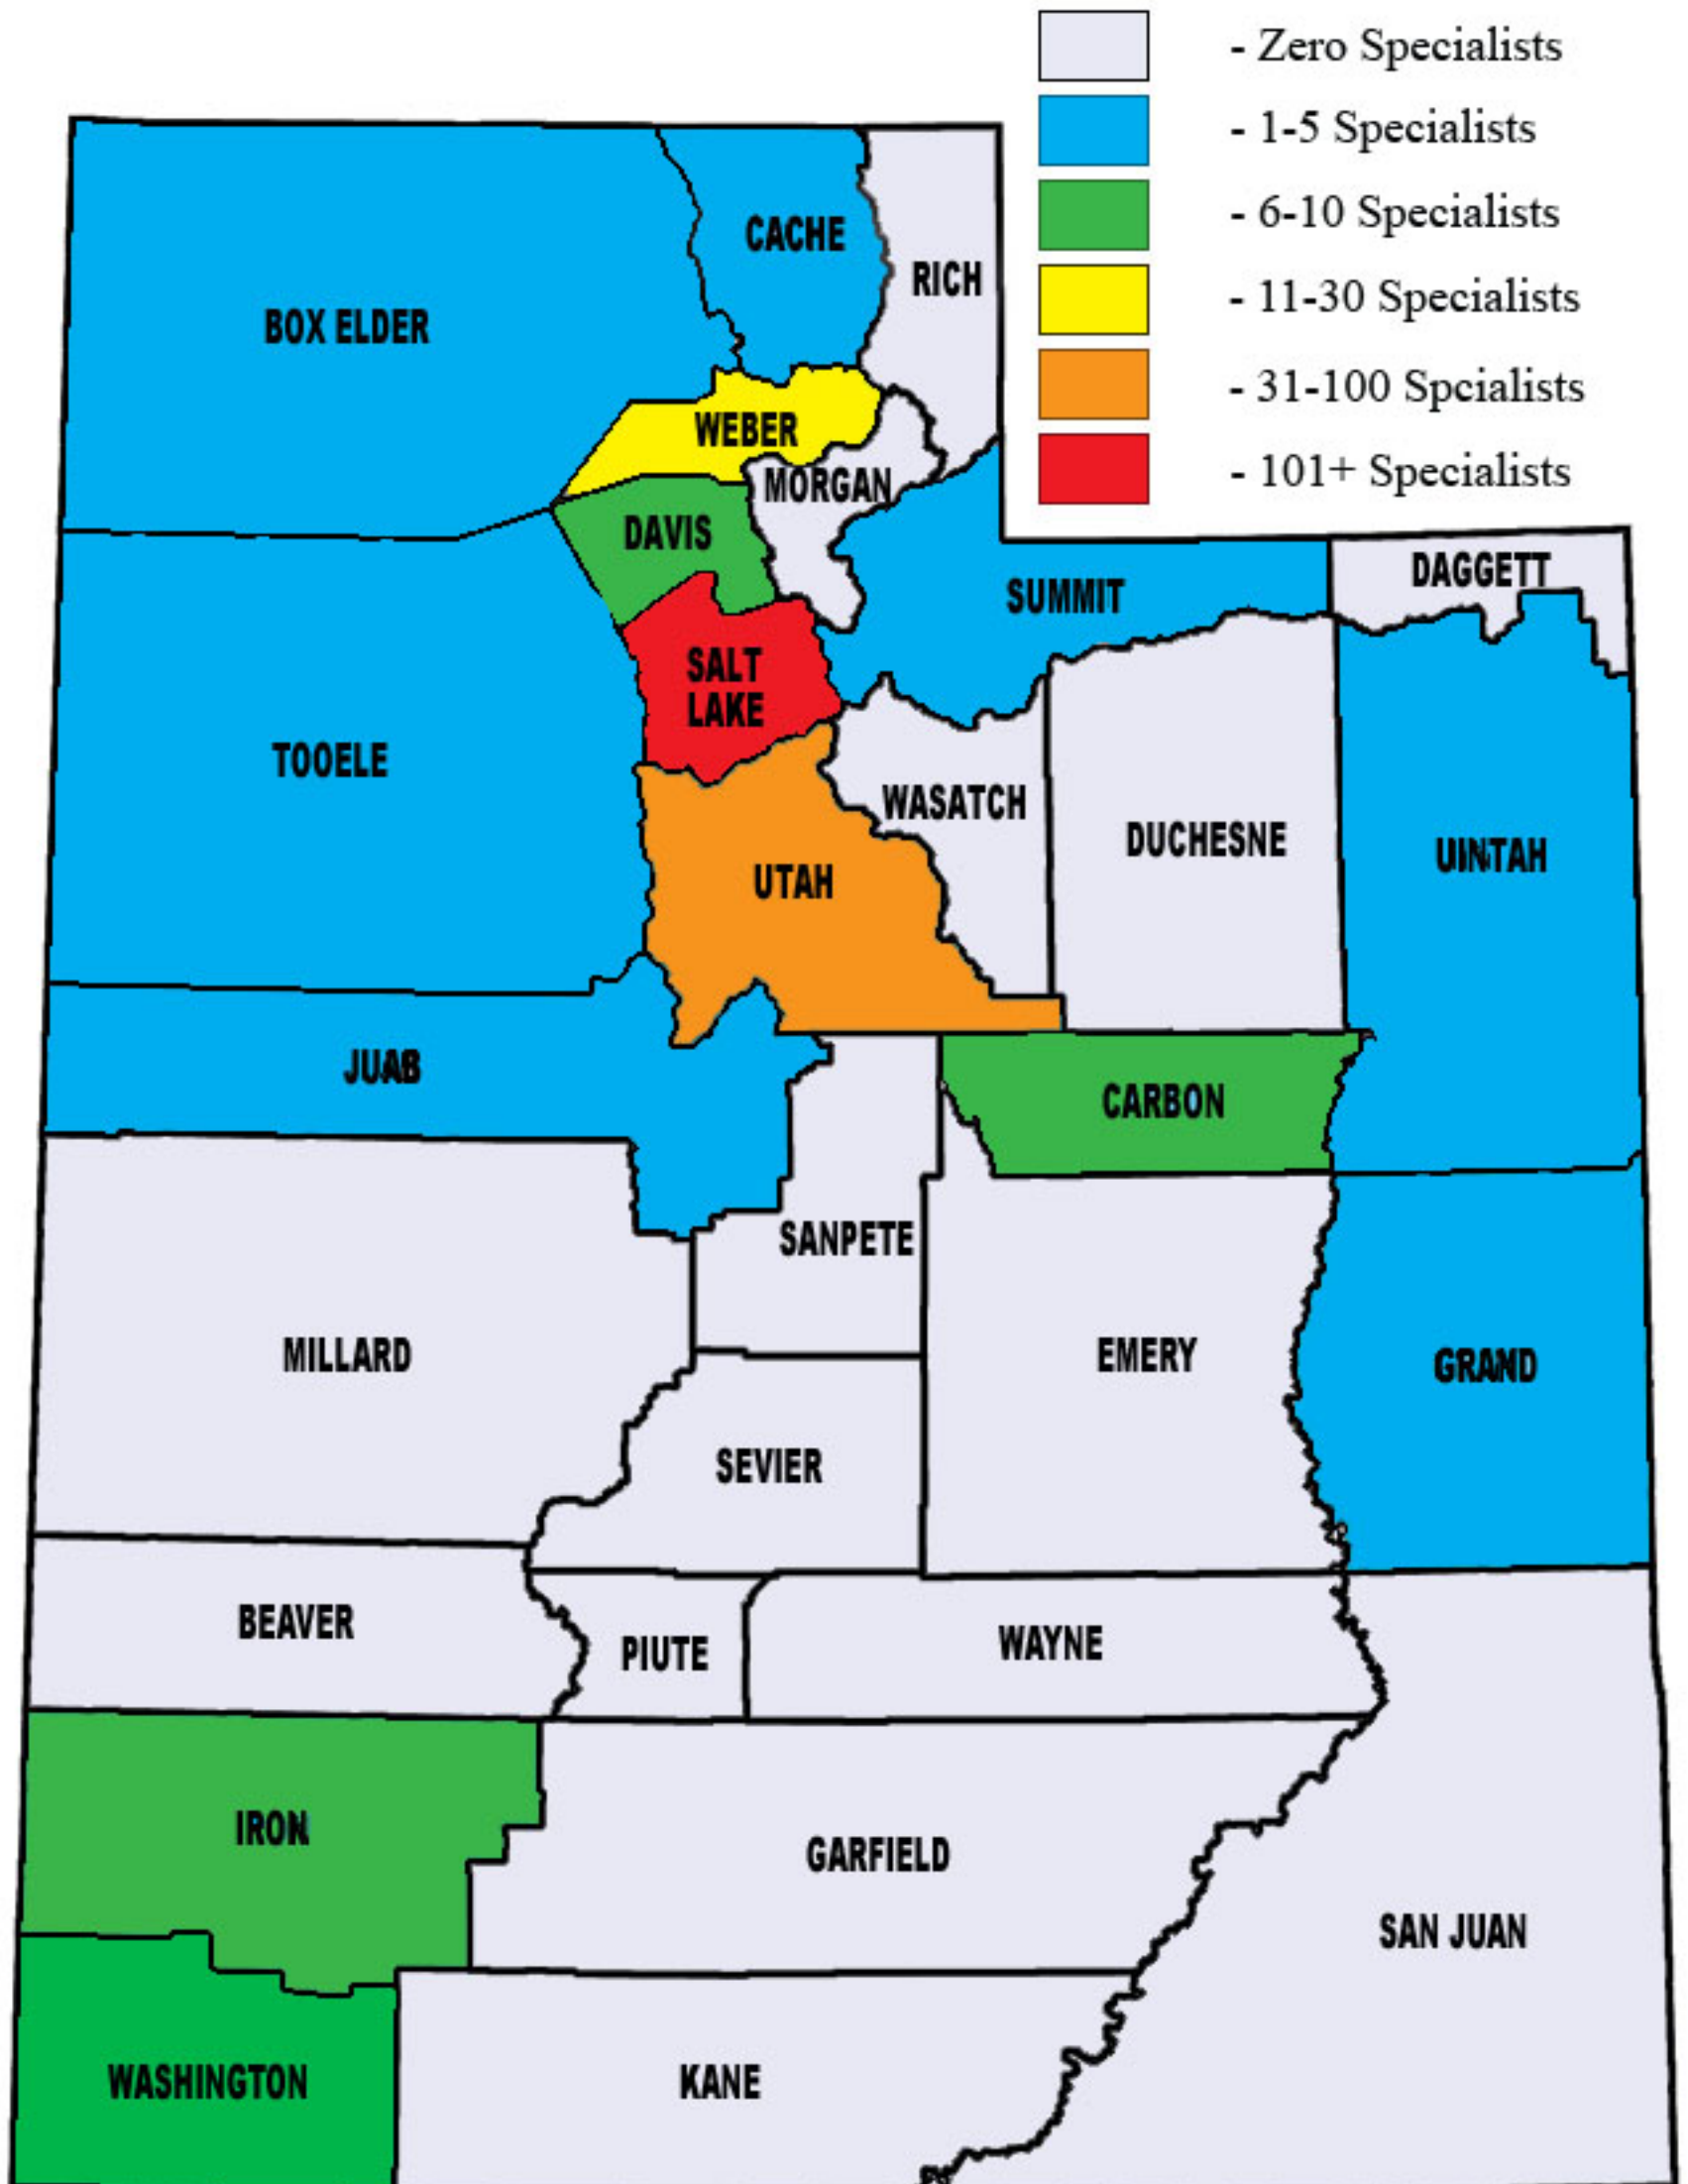 - Zero Specialists
- 1-5 Specialists
- 6-10 Specialists
- 11-30 Specialists
- 31-100 Spcialists
- 101+ Specialists
CACHE
RICH
BOX ELDER
WEBER
MORGAN
DAVIS
DAGGETT
SUMMIT
SALT
LAKE
TOOELE
WASATCH
DUCHESNE
UINTAH
UTAH
JUAB
CARBON
SANPETE
MILLARD
EMERY
GRAND
SEVIER
BEAVER
PIUTE
WAYNE
IRON
GARFIELD
SAN JUAN
WASHINGTON
KANE